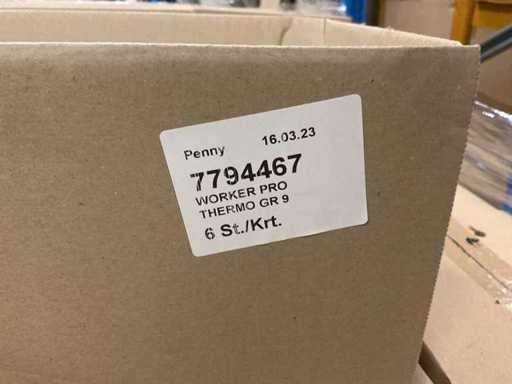 Penny 16.03.23
7794467
WORKER PRO
THERMO GR 9
6 St./Krt.